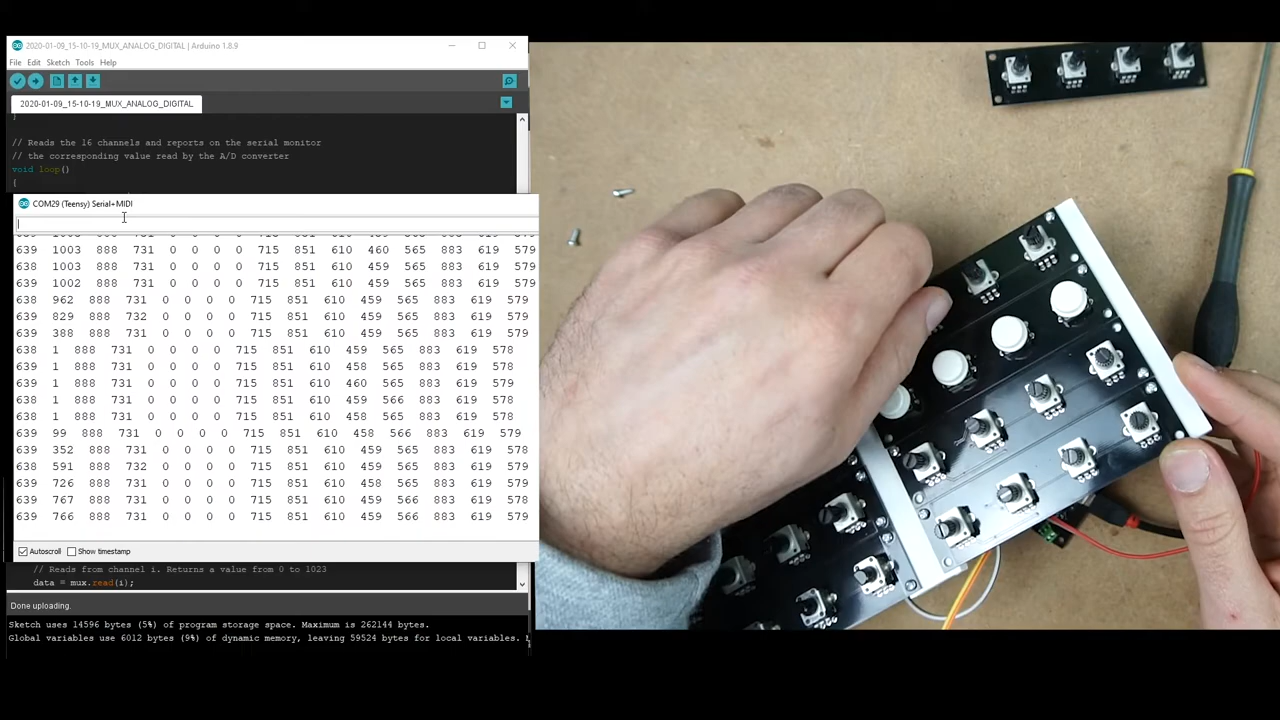 2020-01-09_15-10-19_MUX_ANALOG_DIGITAL | Arduino 1.8.9
File Edit Sketch Tools Help
2020-01-09_15-10-19_MUX_ANALOG_DIGITAL
}
// Reads the 16 channels and reports on the serial monitor
// the corresponding value read by the A/D converter
void loop()
{
COM29 (Teensy) Serial+MIDI
639 1003 888 731 0 0 0 0 715 851 610 460 565 883 619 579
638 1003 888 731 0 0 0 0 715 851 610 459 565 883 619 579
639 1002 888 731 0 0 0 0 715 851 610 459 565 883 619 579
638 962 888 731 0 0 0 0 715 851 610 459 565 883 619 579
639 829 888 732 0 0 0 0 715 851 610 459 565 883 619 579
639 388 888 731 0 0 0 0 715 851 610 459 565 883 619 579
638 1 888 731 0 0 0 0 715 851 610 459 565 883 619 578
639 1 888 731 0 0 0 0 715 851 610 458 565 883 619 578
639 1 888 731 0 0 0 0 715 851 610 460 565 883 619 579
638 1 888 731 0 0 0 0 715 851 610 459 565 883 619 578
638 1 888 731 0 0 0 0 715 851 610 458 565 883 619 578
639 99 888 731 0 0 0 0 715 851 610 458 566 883 619 579
639 352 888 731 0 0 0 0 715 851 610 459 565 883 619 578
638 591 888 732 0 0 0 0 715 851 610 459 565 883 619 579
639 726 888 731 0 0 0 0 715 851 610 459 565 883 619 579
639 767 888 731 0 0 0 0 715 851 610 459 565 883 619 578
639 766 888 731 0 0 0 0 715 851 610 459 565 883 619 579
Autoscroll Show timestamp
// Reads from channel i. Returns a value from 0 to 1023
data = mux.read(i);
Done uploading.
Sketch uses 14596 bytes (5%) of program storage space. Maximum is 262144 bytes.
Global variables use 6012 bytes (9%) of dynamic memory, leaving 59524 bytes for local variables.